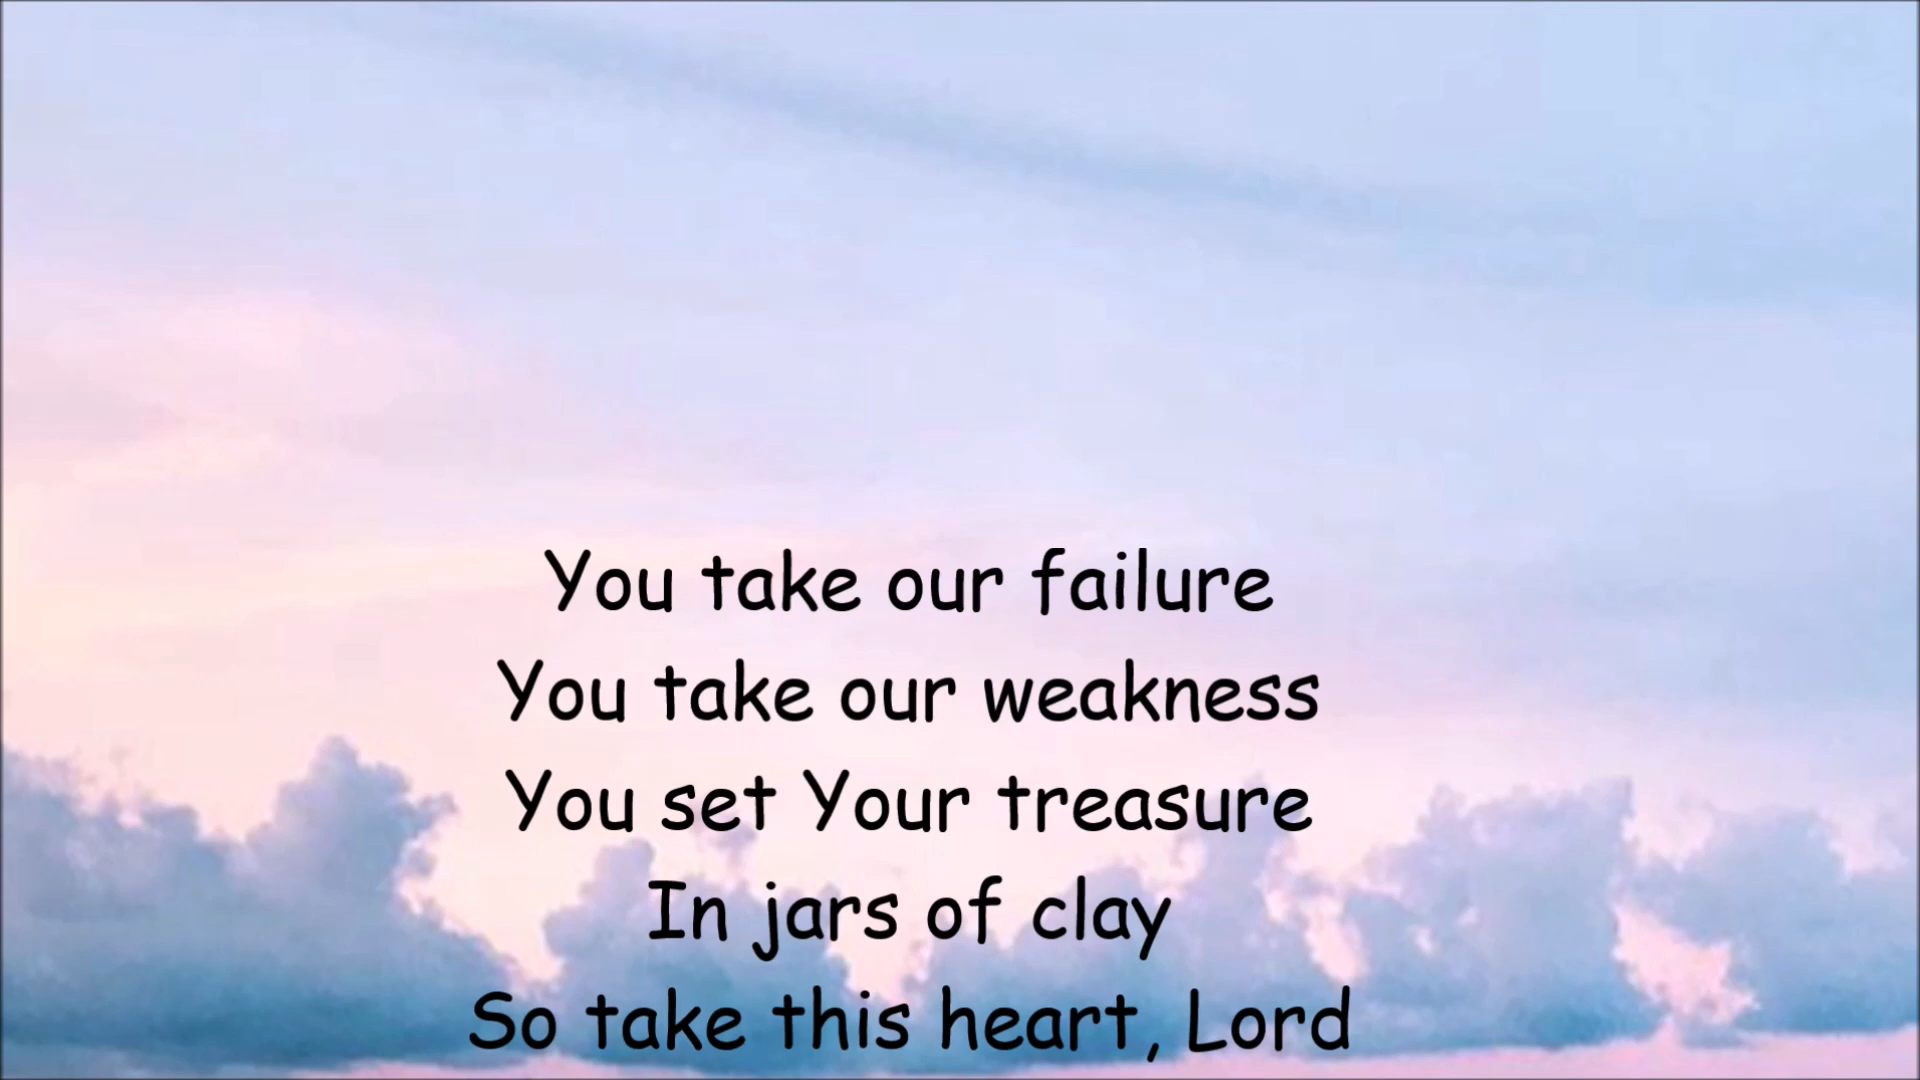 You take our failure
You take our weakness
You set Your treasure
In jars of clay
So take this heart, Lord